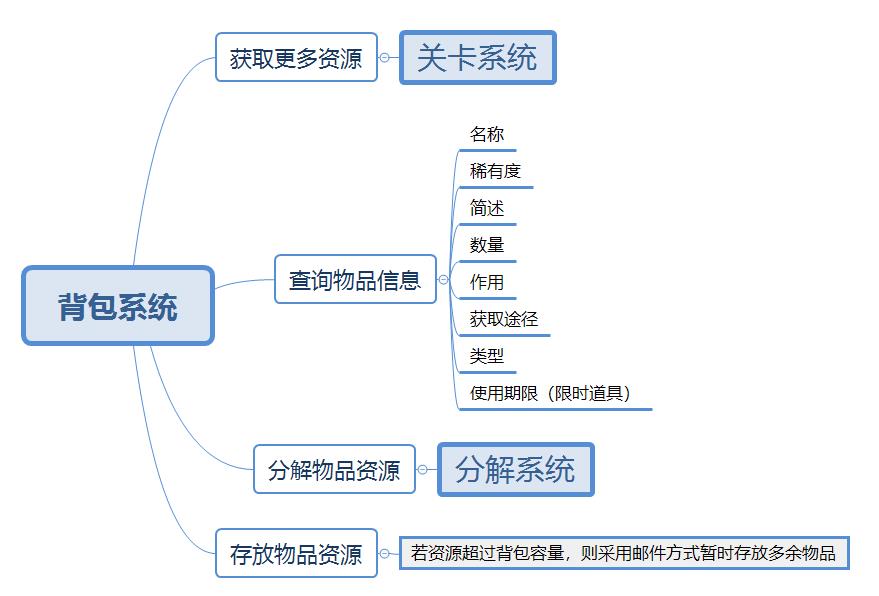 获取更多资源
关卡系统
名称
稀有度
简述
数量
作用
获取途径
类型
使用期限（限时道具）
查询物品信息
背包系统
分解物品资源
分解系统
存放物品资源
若资源超过背包容量，则采用邮件方式暂时存放多余物品